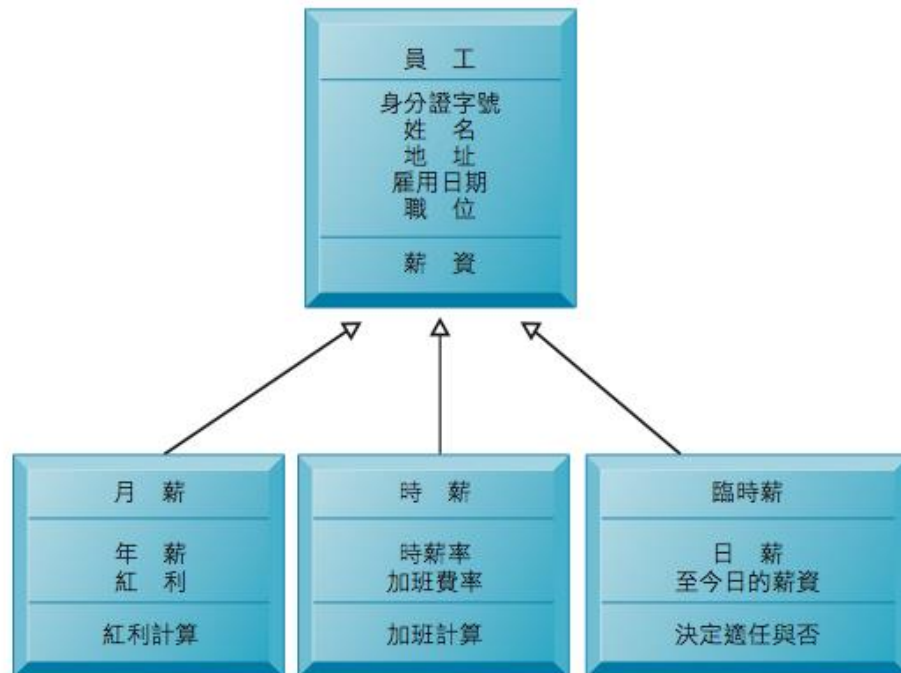 員 工
身分證字號
姓 名
地 址
雇用日期
職 位
薪 資
月 薪
年 薪
紅 利
紅利計算
時 薪
時薪率
加班費率
加班計算
臨時薪
日 薪
至今日的薪資
決定適任與否